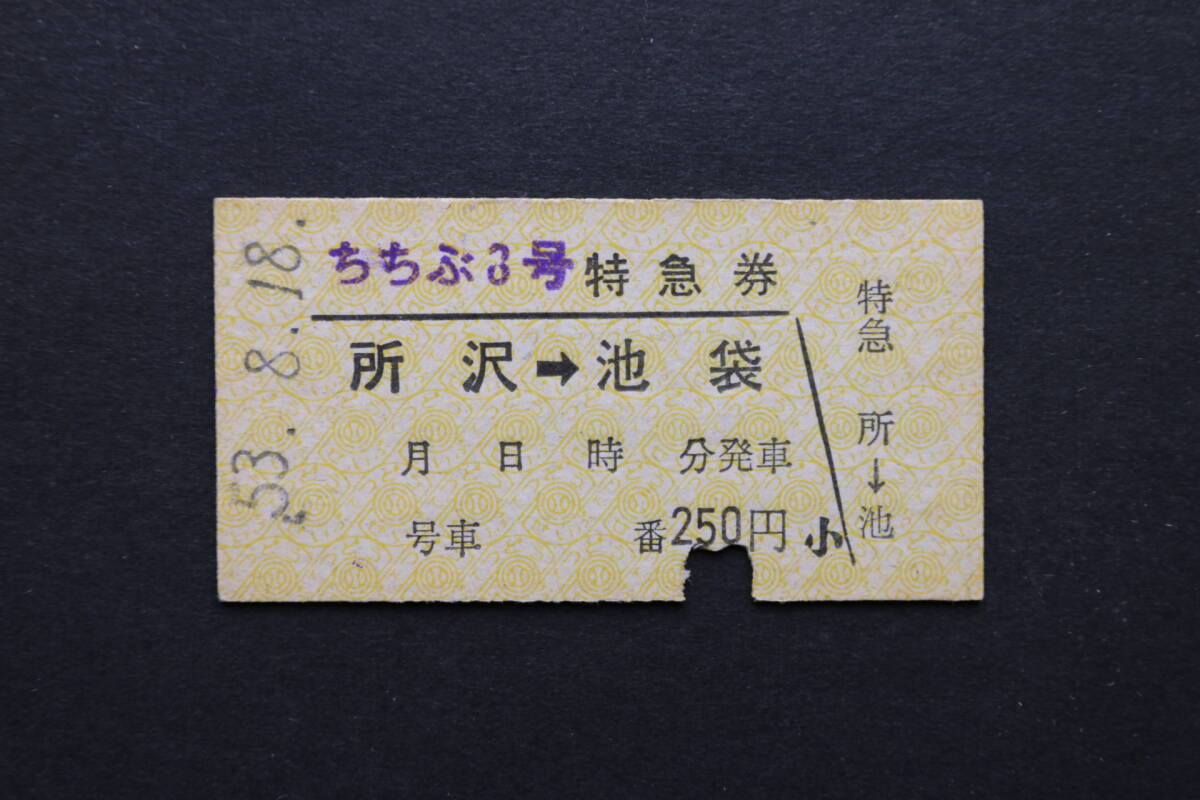 53.8.18.
ちちぶ3号特急券
所沢➡池袋
月 日 時 分発車
号車 番250円 小
特急 所→池